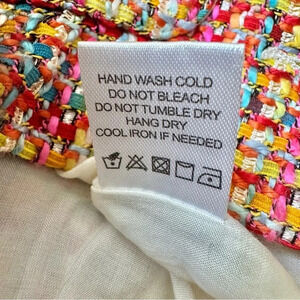 HAND WASH COLD
DO NOT BLEACH
DO NOT TUMBLE DRY
HANG DRY
COOL IRON IF NEEDED